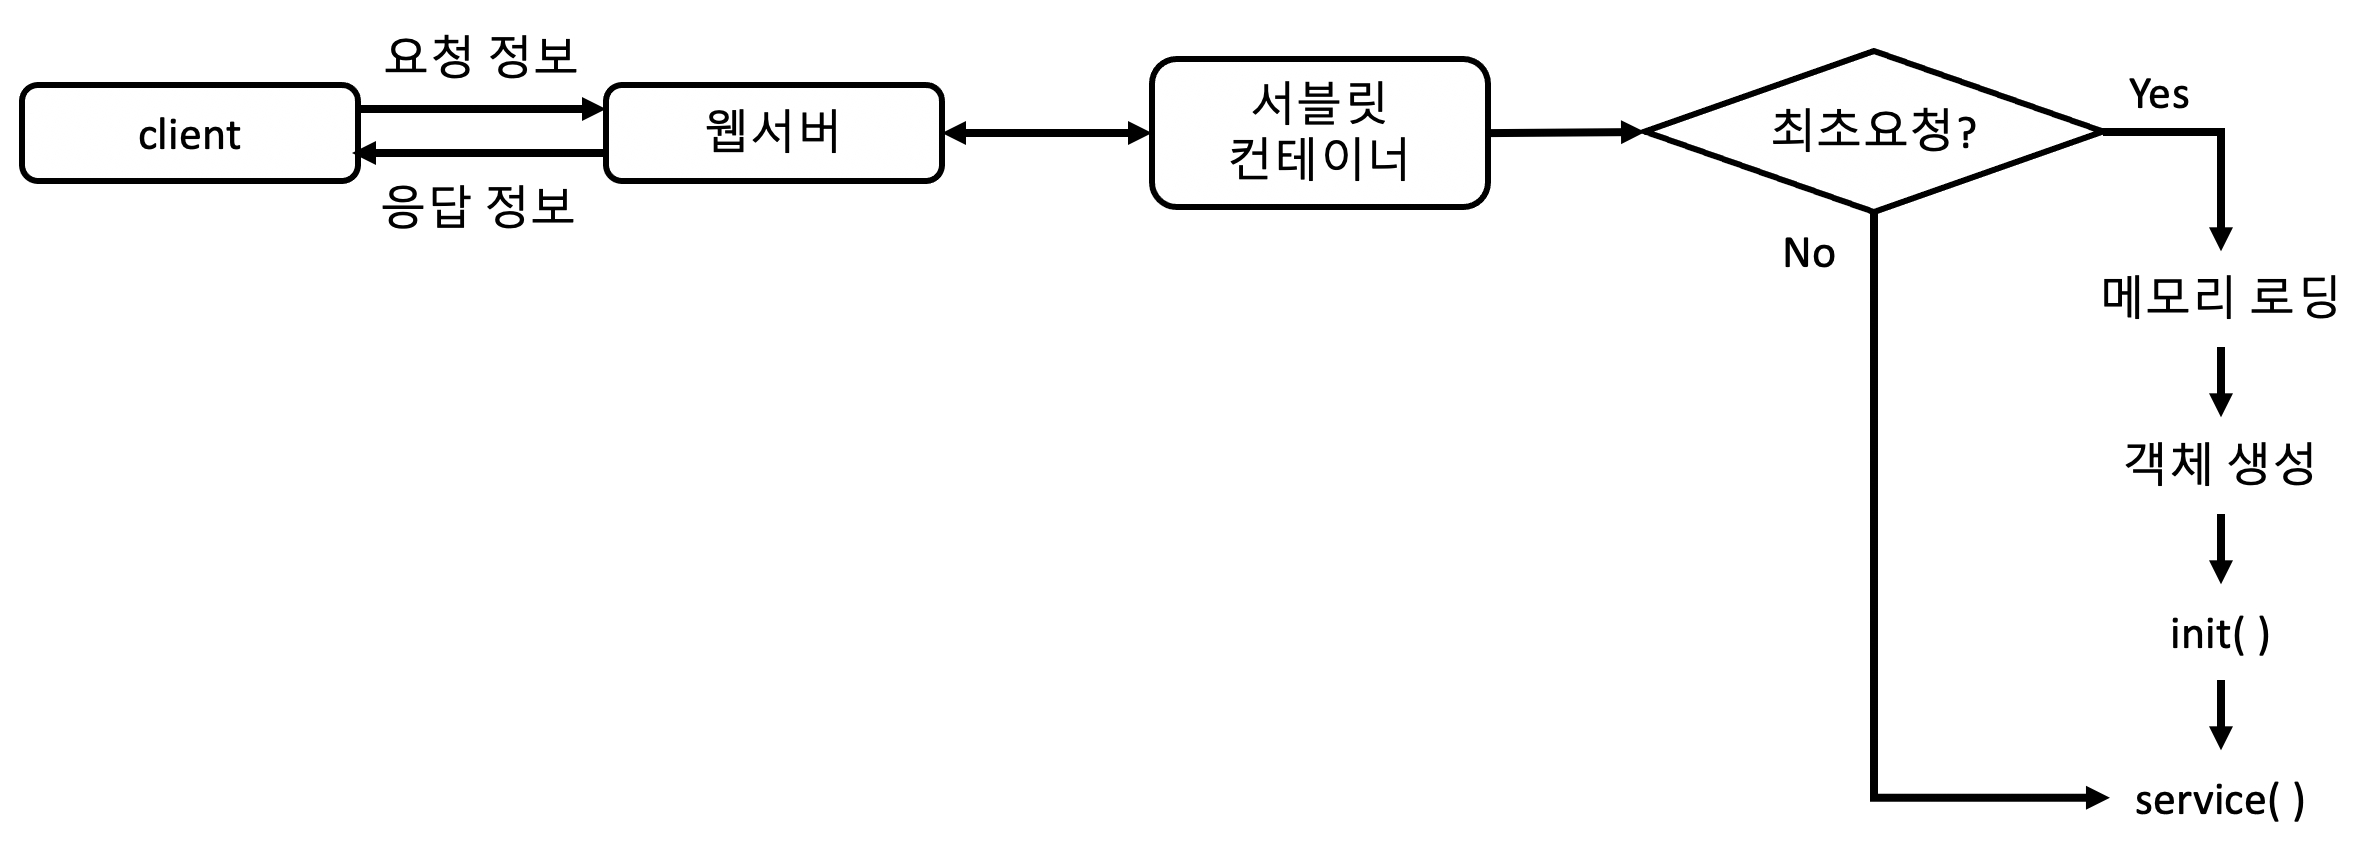 요청 정보
client
웹서버
응답 정보
서블릿
컨테이너
최초요청?
Yes
No
메모리 로딩
객체 생성
init( )
service( )